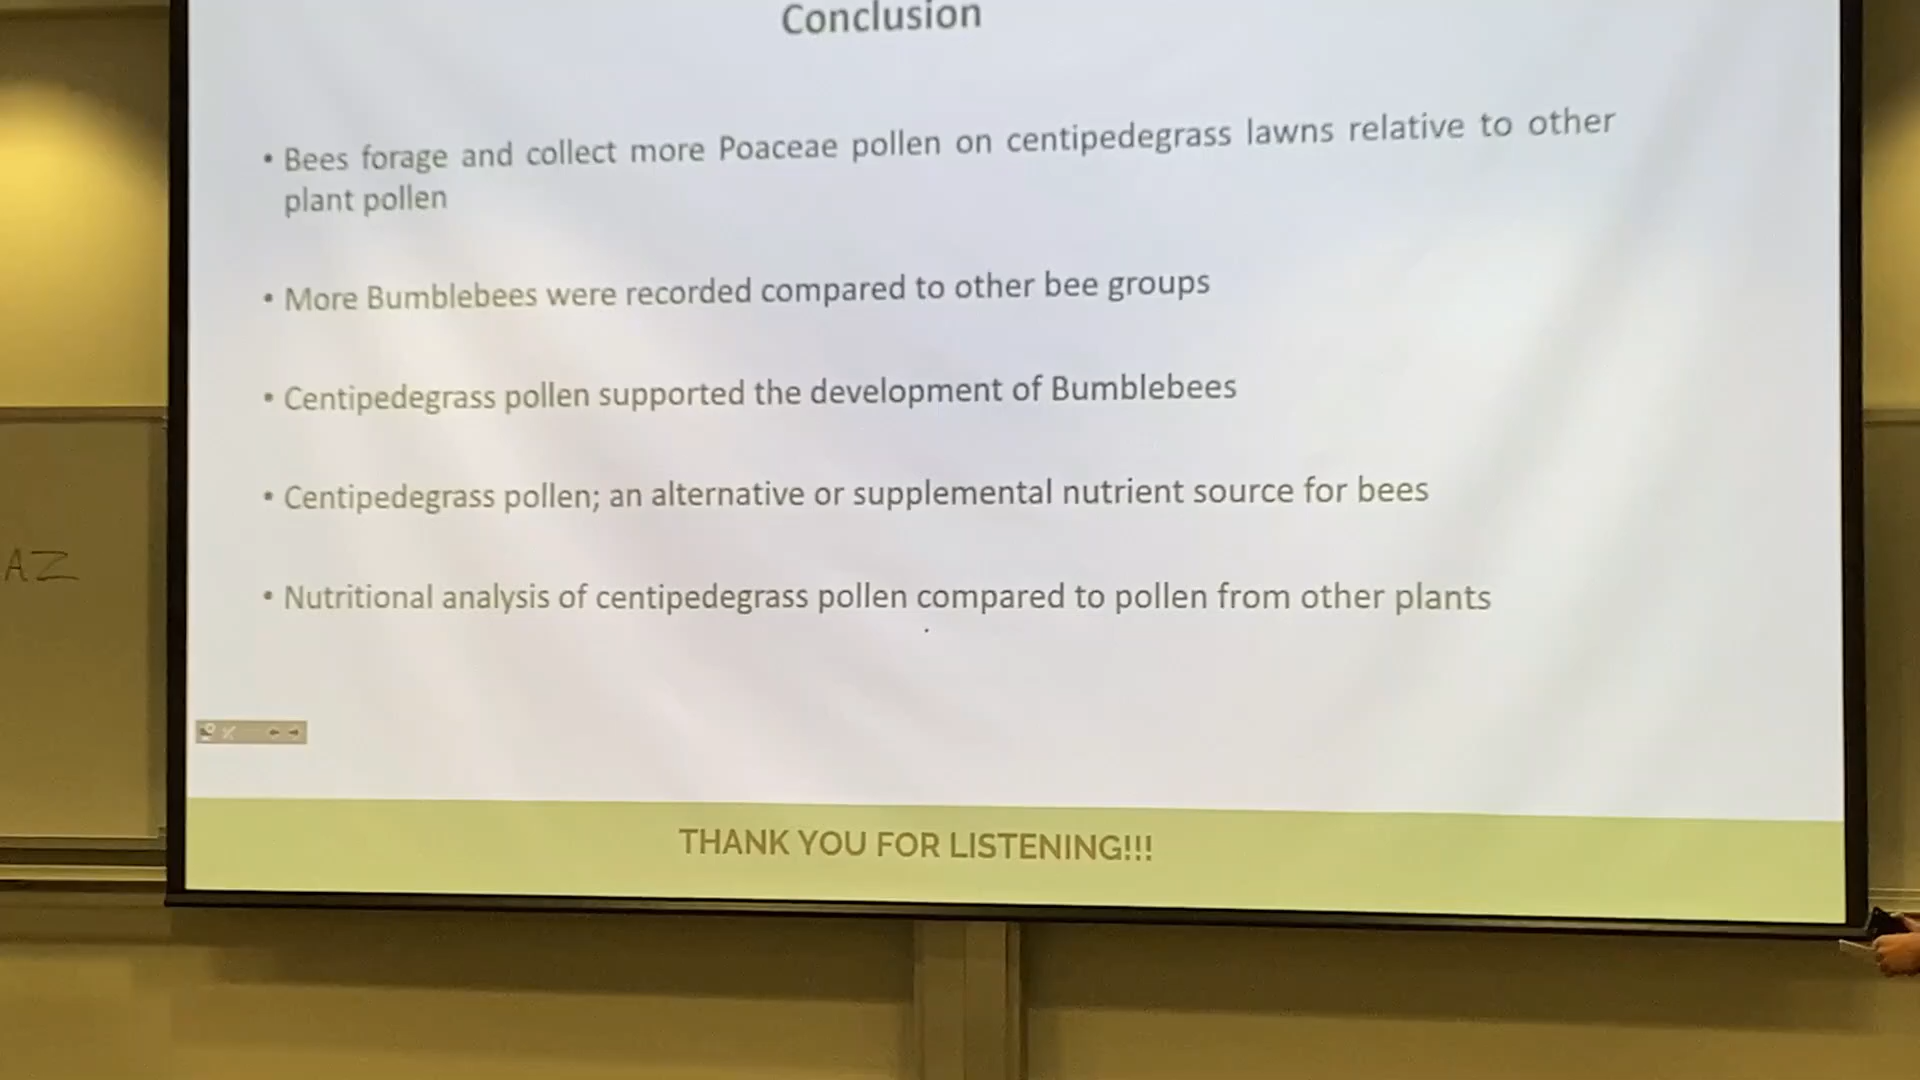 Conclusion
• Bees forage and collect more Poaceae pollen on centipedegrass lawns relative to other
plant pollen
• More Bumblebees were recorded compared to other bee groups
• Centipedegrass pollen supported the development of Bumblebees
• Centipedegrass pollen; an alternative or supplemental nutrient source for bees
AZ
• Nutritional analysis of centipedegrass pollen compared to pollen from other plants
THANK YOU FOR LISTENING!!!